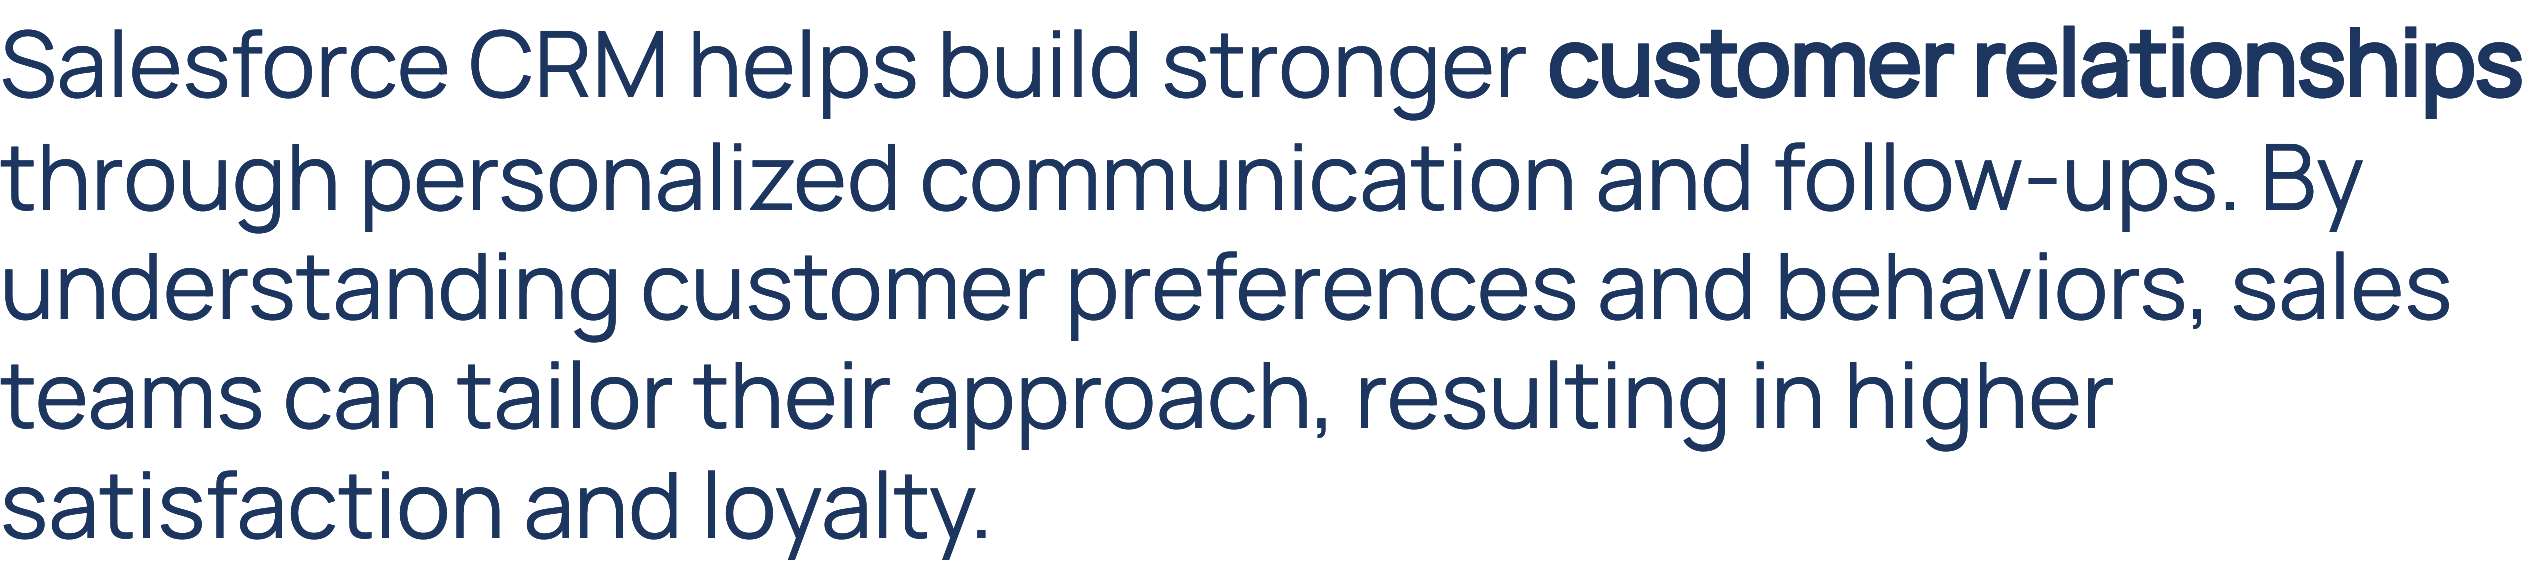 Salesforce CRM helps build stronger customer relationships
through personalized communication and follow-ups. By
understanding customer preferences and behaviors, sales
teams can tailor their approach, resulting in higher
satisfaction and loyalty.